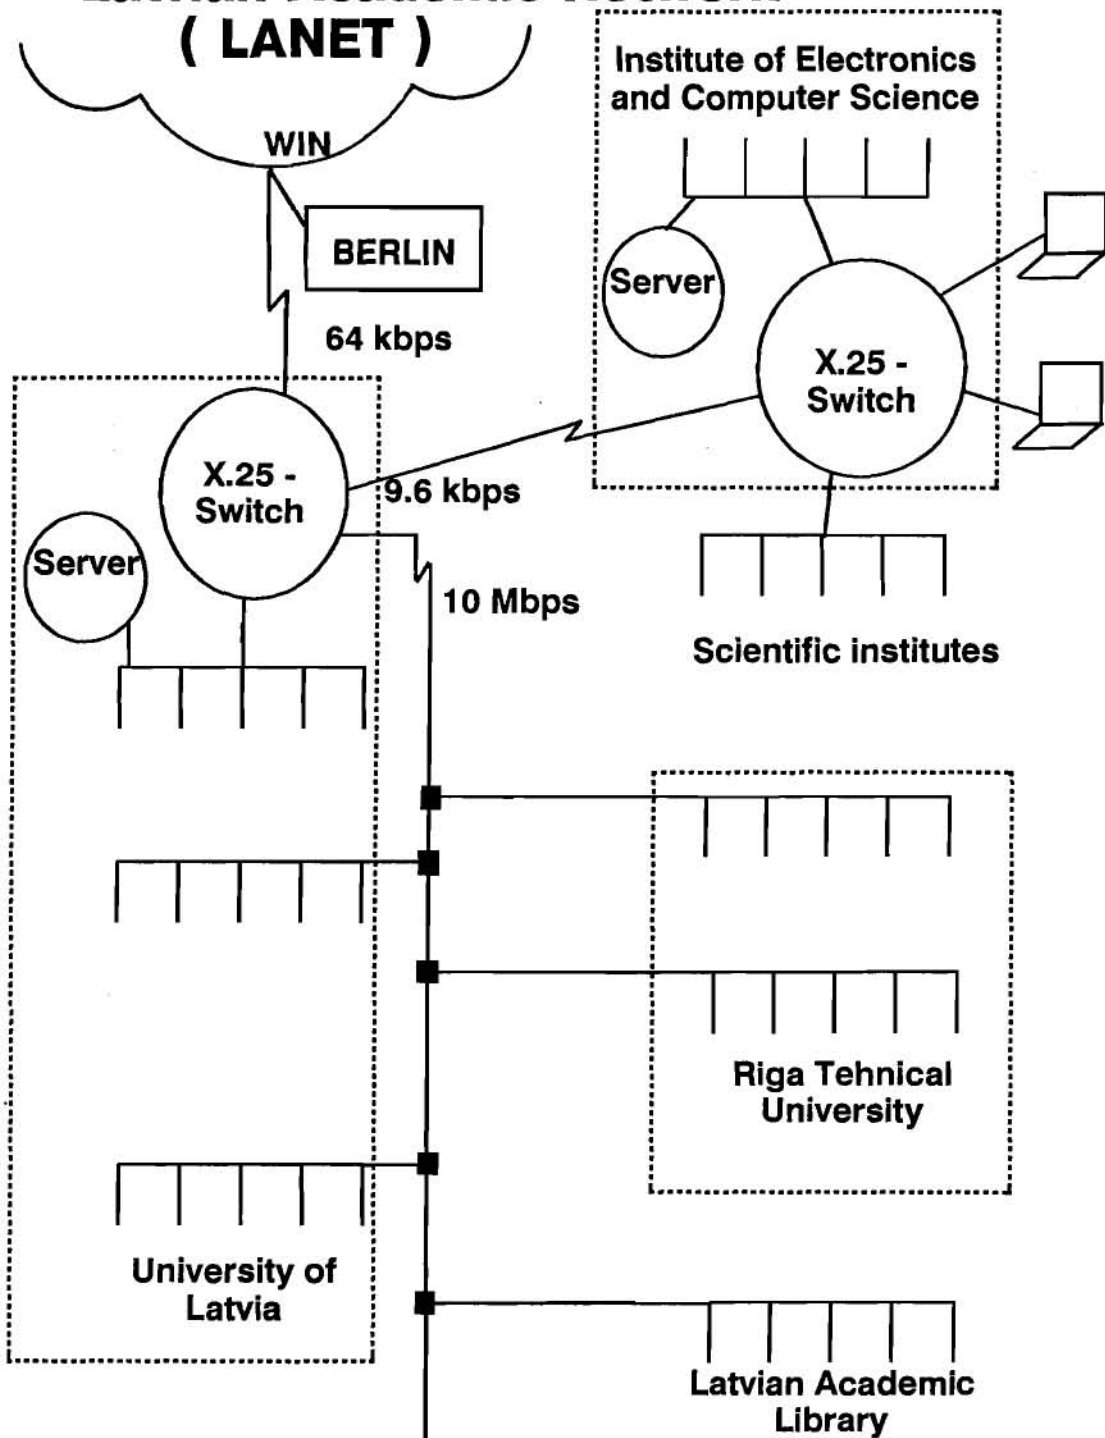 ( LANET )
WIN
BERLIN
64 kbps
Institute of Electronics
and Computer Science
Server
X.25 -
Switch
X.25 -
Switch
9.6 kbps
Server
10 Mbps
Scientific institutes
Riga Tehnical
University
University of
Latvia
Latvian Academic
Library